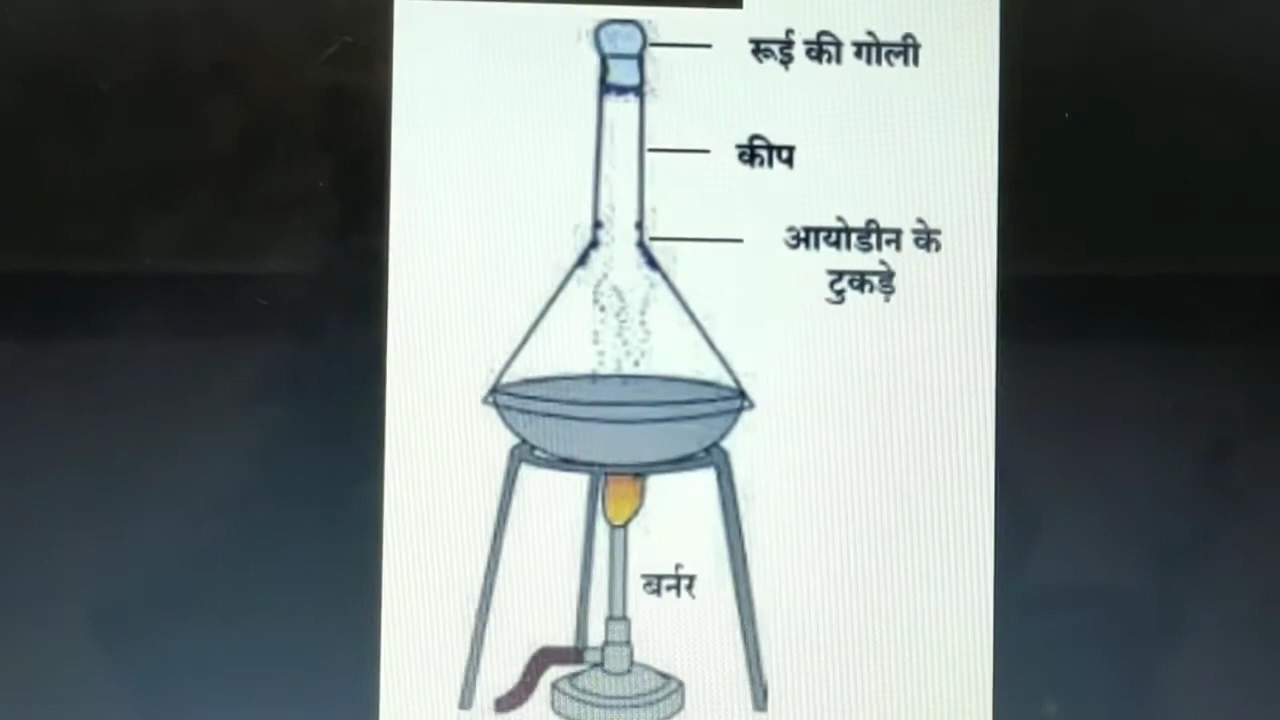 रूई की गोली
कीप
आयोडीन के
टुकड़े
बर्नर